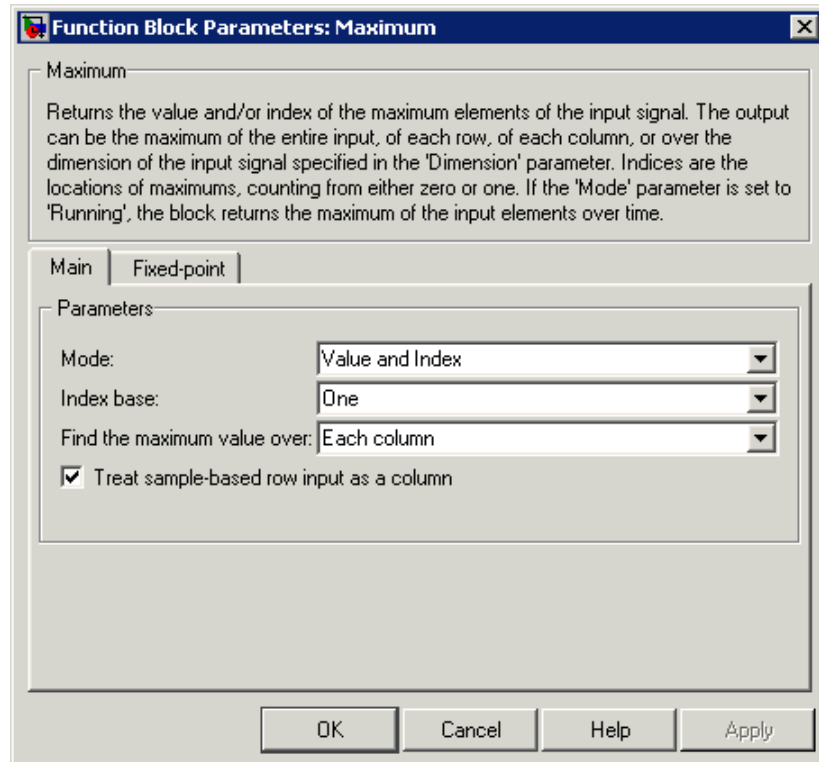 Function Block Parameters: Maximum
Maximum
Returns the value and/or index of the maximum elements of the input signal. The output
can be the maximum of the entire input, of each row, of each column, or over the
dimension of the input signal specified in the 'Dimension' parameter. Indices are the
locations of maximums, counting from either zero or one. If the 'Mode' parameter is set to
'Running', the block returns the maximum of the input elements over time.
Main Fixed-point
Parameters
Mode: Value and Index
Index base: One
Find the maximum value over: Each column
Treat sample-based row input as a column
OK Cancel Help Apply